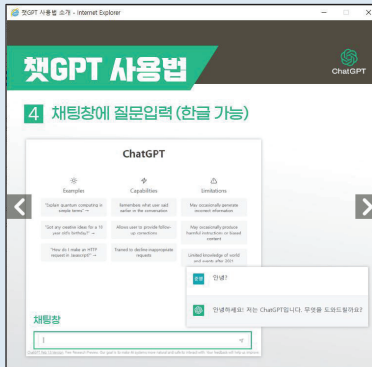 챗GPT 사용법 소개 - Internet Explorer
챗GPT 사용법
ChatGPT
4 채팅창에 질문입력 (한글 가능)
ChatGPT
Examples
Capabilities
Limitations
"Explain quantum computing in simple terms" →
Remembers what user said earlier in the conversation
May occasionally generate incorrect information
"Got any creative ideas for a 10 year old's birthday?" →
Allows user to provide follow-up corrections
May occasionally produce harmful instructions or biased content
"How do I make an HTTP request in Javascript?" →
Trained to decline inappropriate requests
Limited knowledge of world and events after 2021
안녕?
안녕하세요! 저는 ChatGPT입니다. 무엇을 도와드릴까요?
채팅창